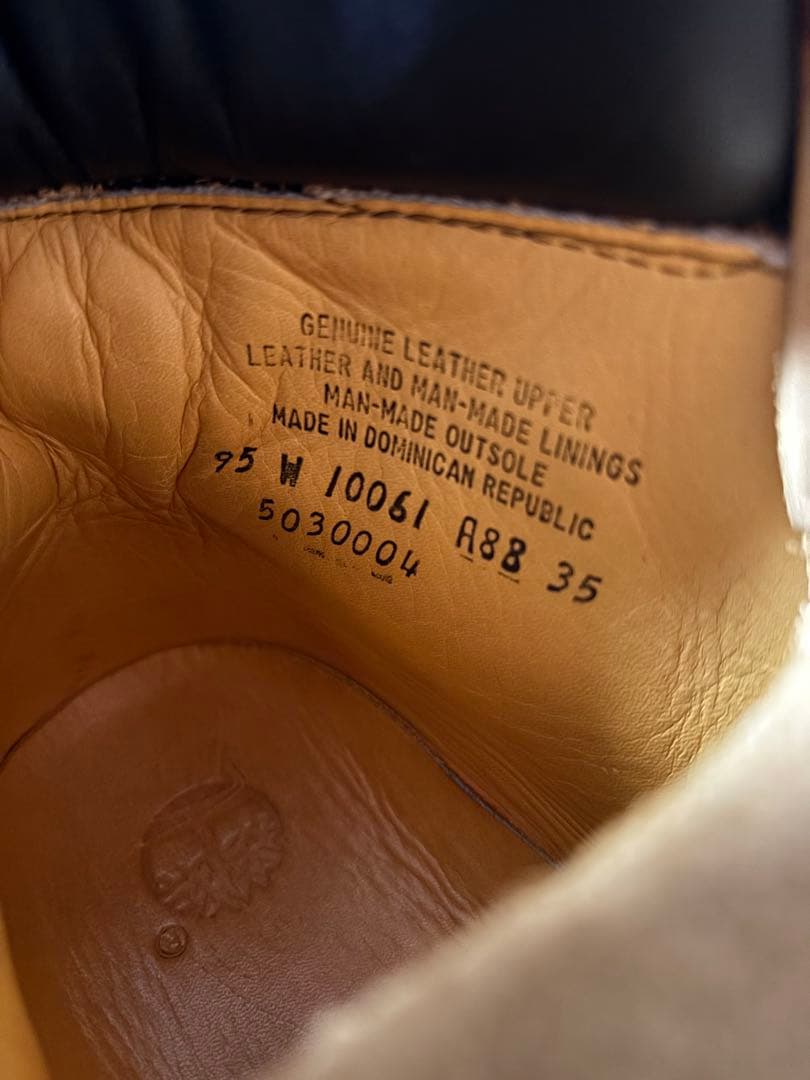 GENUINE LEATHER UPPER
LEATHER AND MAN-MADE LININGS
MAN-MADE OUTSOLE
MADE IN DOMINICAN REPUBLIC
95 W 10061 A88 35
5030004